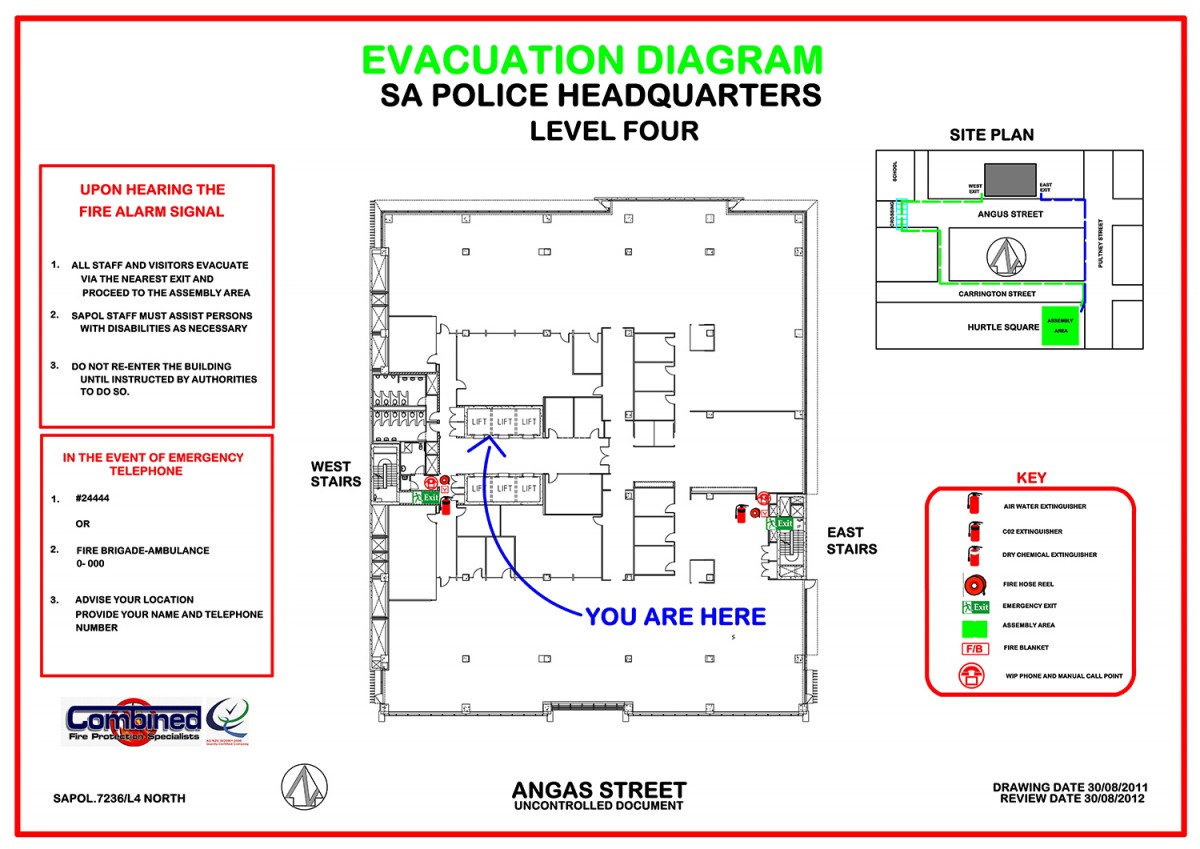 EVACUATION DIAGRAM
SA POLICE HEADQUARTERS
LEVEL FOUR
UPON HEARING THE
FIRE ALARM SIGNAL
1. ALL STAFF AND VISITORS EVACUATE
VIA THE NEAREST EXIT AND
PROCEED TO THE ASSEMBLY AREA
2. SAPOL STAFF MUST ASSIST PERSONS
WITH DISABILITIES AS NECESSARY
3. DO NOT RE-ENTER THE BUILDING
UNTIL INSTRUCTED BY AUTHORITIES
TO DO SO.
IN THE EVENT OF EMERGENCY
TELEPHONE
1. #24444
OR
2. FIRE BRIGADE-AMBULANCE
0- 000
3. ADVISE YOUR LOCATION
PROVIDE YOUR NAME AND TELEPHONE
NUMBER
Combined
Fire Protection Specialists
SAPOL.7236/L4 NORTH
WEST
STAIRS
LIFT LIFT LIFT
LIFT LIFT LIFT
Exit
Exit
EAST
STAIRS
YOU ARE HERE
s
ANGAS STREET
UNCONTROLLED DOCUMENT
SITE PLAN
SCHOOL
WEST
EXIT
EAST
EXIT
CROSSING
ANGUS STREET
PULTNEY STREET
CARRINGTON STREET
HURTLE SQUARE
ASSEMBLY
AREA
KEY
AIR WATER EXTINGUISHER
C02 EXTINGUISHER
DRY CHEMICAL EXTINGUISHER
FIRE HOSE REEL
Exit EMERGENCY EXIT
ASSEMBLY AREA
F/B FIRE BLANKET
WIP PHONE AND MANUAL CALL POINT
DRAWING DATE 30/08/2011
REVIEW DATE 30/08/2012